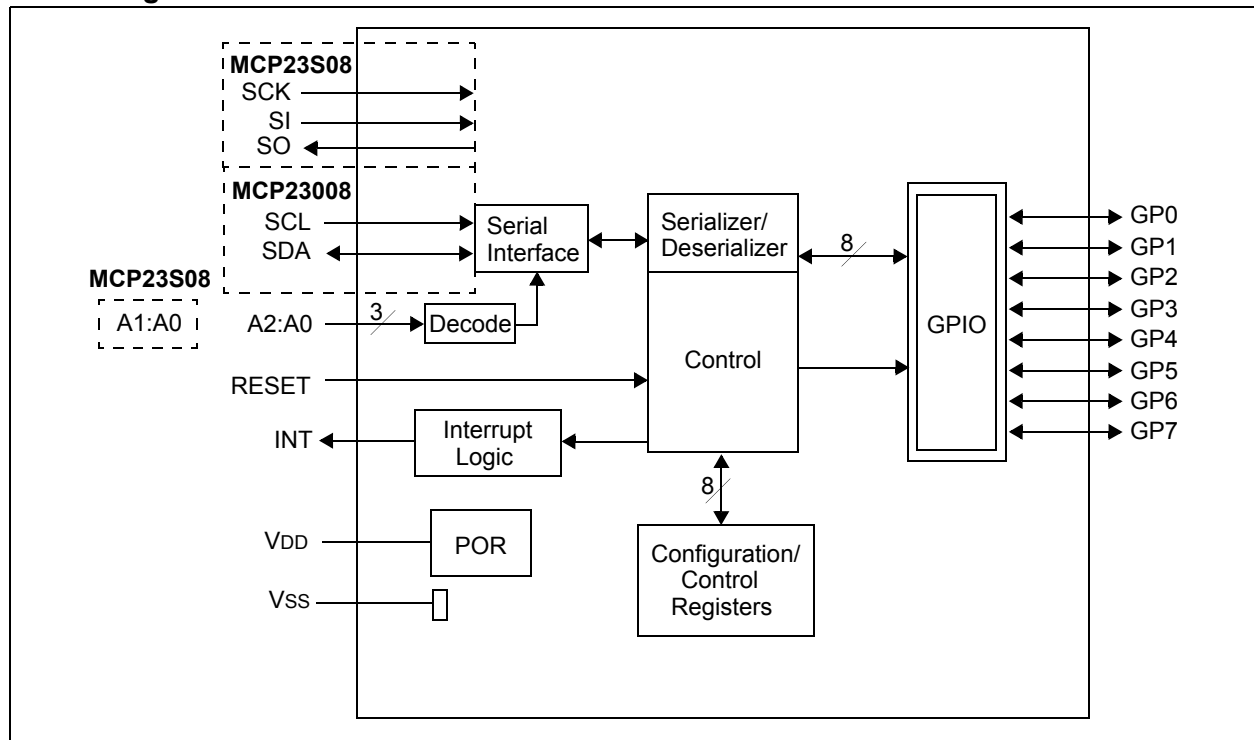 MCP23S08
SCK
SI
SO
MCP23008
SCL
SDA
MCP23S08
A1:A0
A2:A0
3
Decode
Serial
Interface
Serializer/
Deserializer
8
Control
GPIO
GP0
GP1
GP2
GP3
GP4
GP5
GP6
GP7
RESET
INT
Interrupt
Logic
8
VDD
POR
VSS
Configuration/
Control
Registers